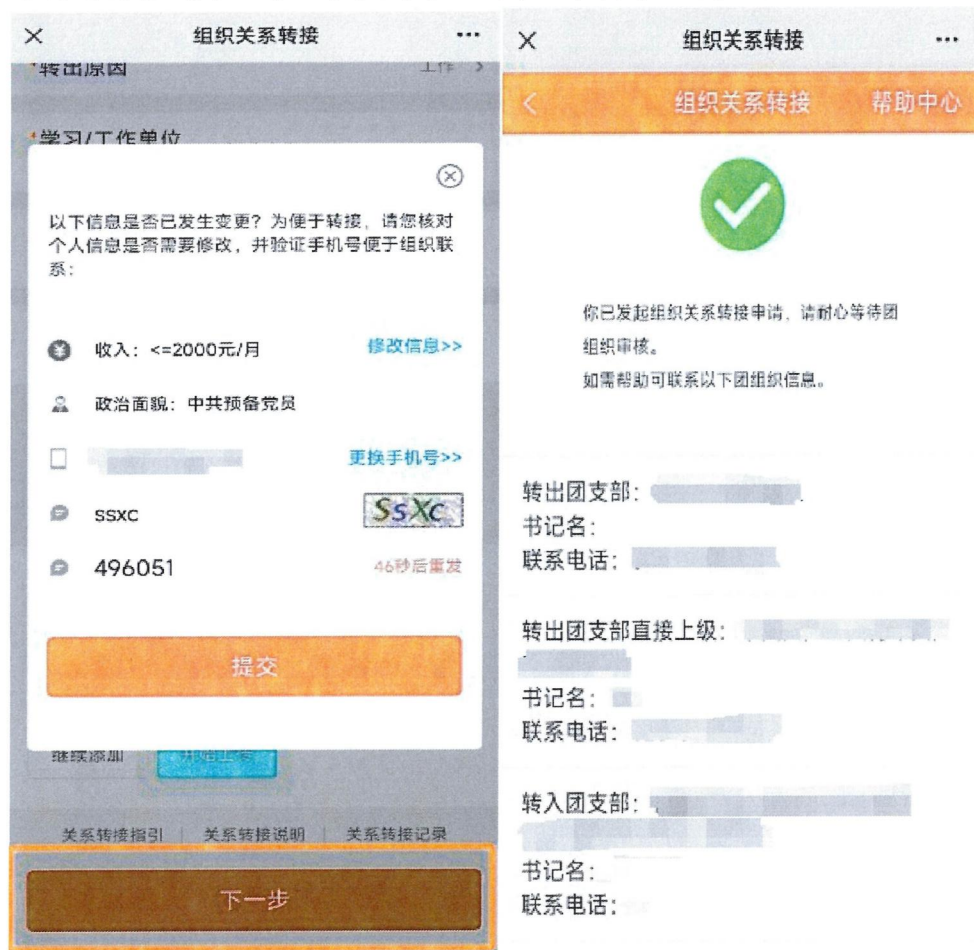 组织关系转接
*转出原因
工作 >
*学习/工作单位
以下信息是否已发生变更？为便于转接，请您核对
个人信息是否需要修改，并验证手机号便于组织联
系：
收入：<=2000元/月
修改信息>>
政治面貌：中共预备党员
更换手机号>>
ssxc
SsXc
496051
46秒后重发
提交
继续添加
关系转接指引 | 关系转接说明 | 关系转接记录
下一步
组织关系转接
组织关系转接
帮助中心
你已发起组织关系转接申请，请耐心等待团
组织审核。
如需帮助可联系以下团组织信息。
转出团支部：
书记名：
联系电话：
转出团支部直接上级：
书记名：
联系电话：
转入团支部：
书记名：
联系电话：